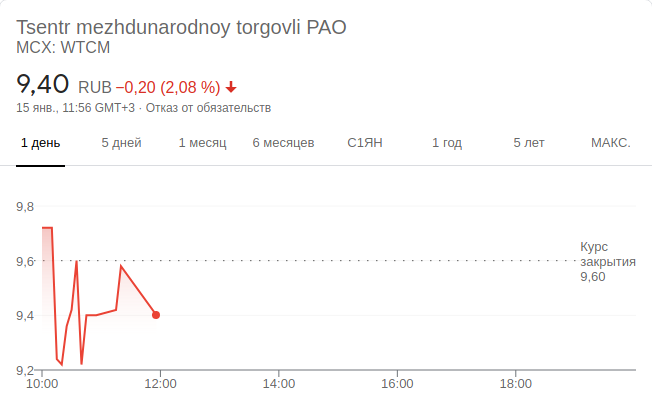 Tsentr mezhdunarodnoy torgovli PAO
MCX: WTCM
9,40 RUB −0,20 (2,08 %)
15 янв., 11:56 GMT+3 · Отказ от обязательств
1 день 5 дней 1 месяц 6 месяцев С1ЯН 1 год 5 лет МАКС.
9,8
Курс
9,6 закрытия
9,60
9,4
9,2
10:00 12:00 14:00 16:00 18:00